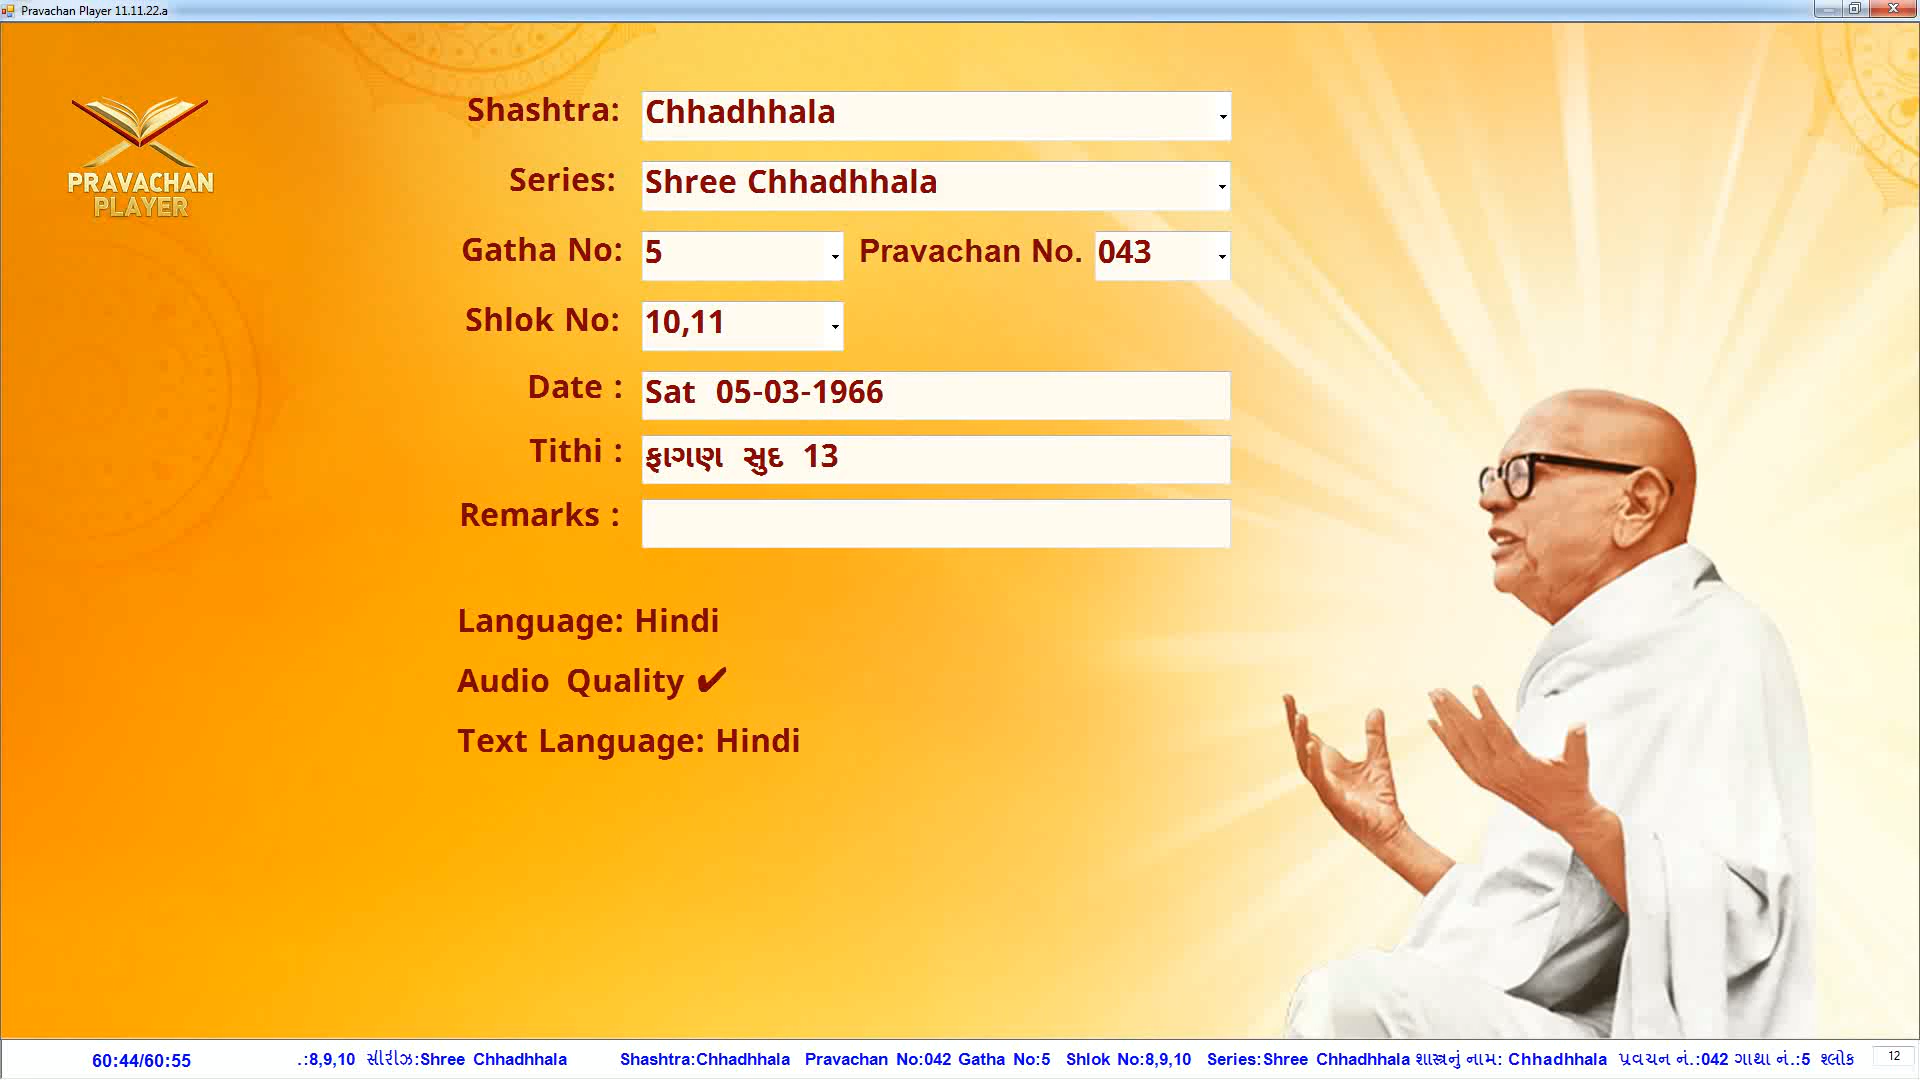 Pravachan Player 11.11.22.a
PRAVACHAN
PLAYER
Shashtra: Chhadhhala
Series: Shree Chhadhhala
Gatha No: 5 Pravachan No. 043
Shlok No: 10,11
Date : Sat 05-03-1966
Tithi : ફાગણ સુદ 13
Remarks :
Language: Hindi
Audio Quality ✔
Text Language: Hindi
60:44/60:55 .:8,9,10 સીરીઝ:Shree Chhadhhala Shashtra:Chhadhhala Pravachan No:042 Gatha No:5 Shlok No:8,9,10 Series:Shree Chhadhhala શાસ્ત્રનું નામ: Chhadhhala પ્રવચન નં.:042 ગાથા નં.:5 શ્લોક 12